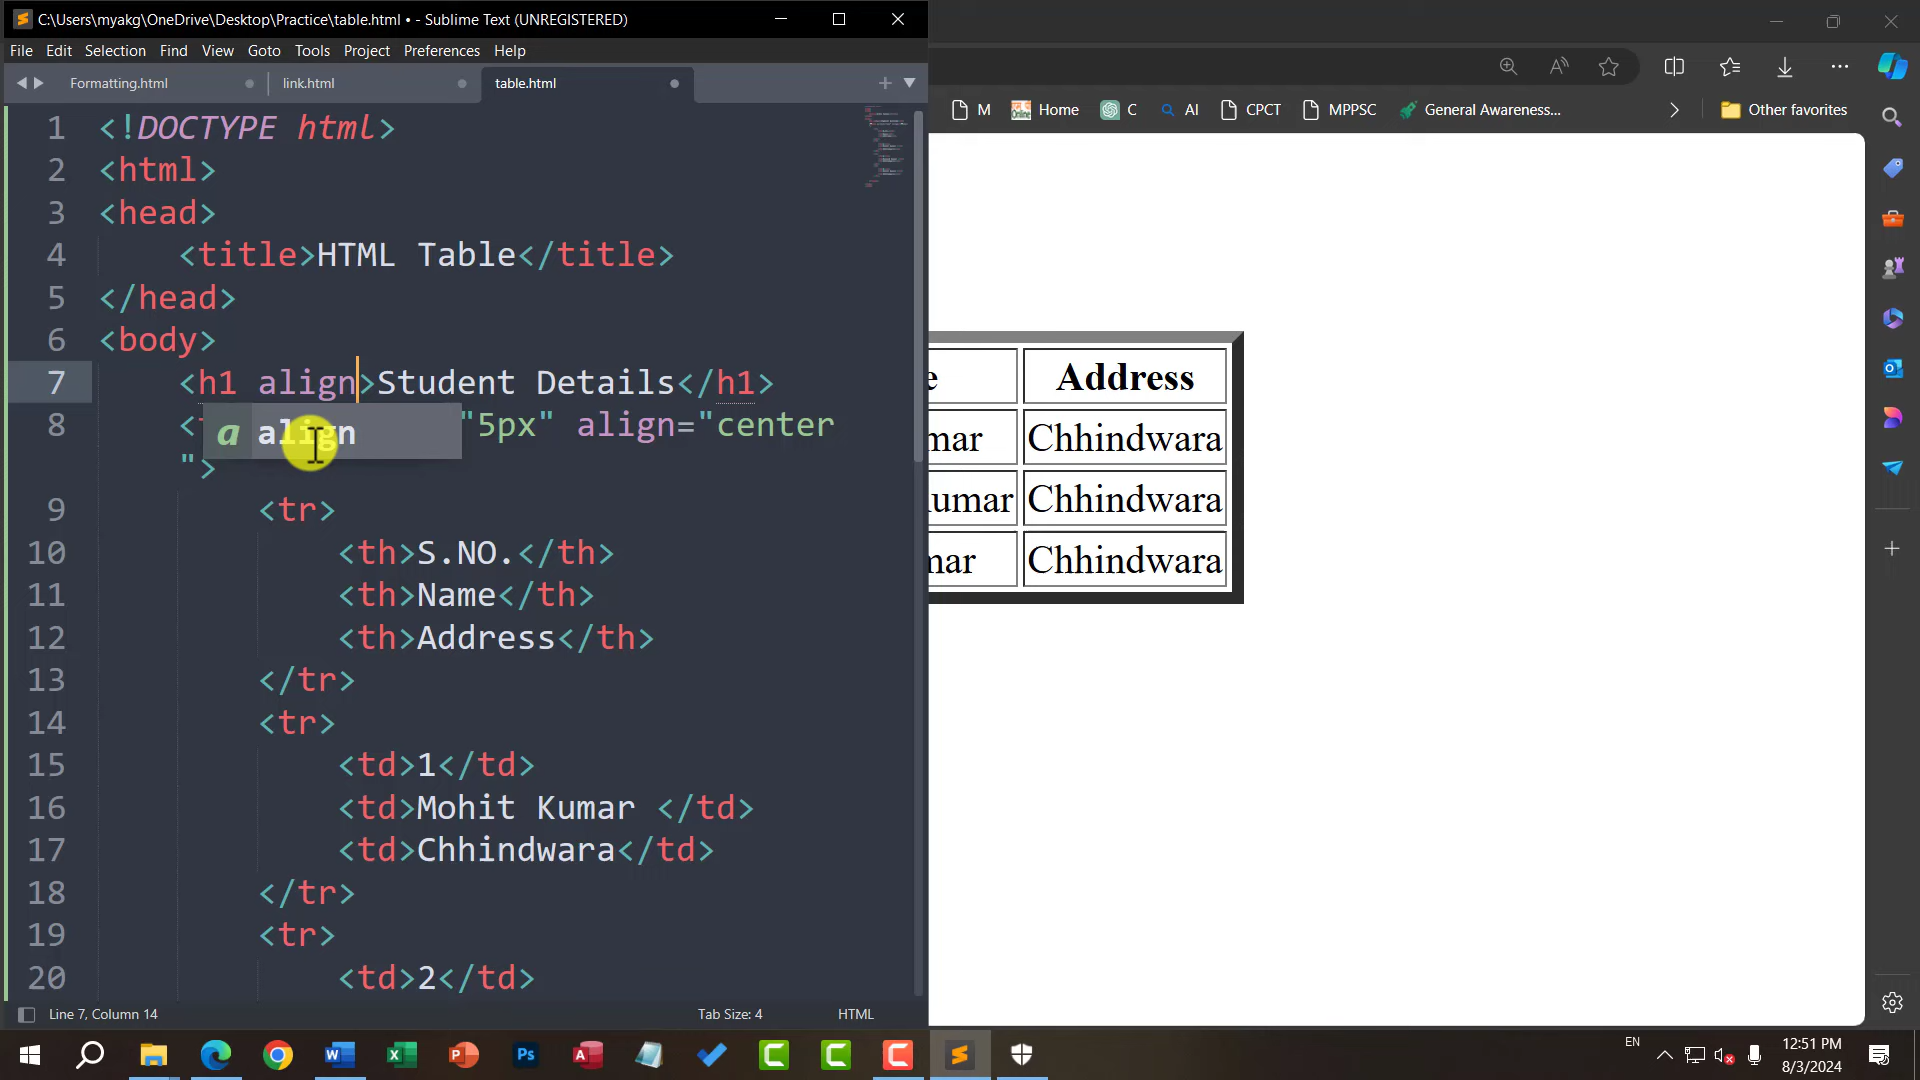 C:\Users\myakg\OneDrive\Desktop\Practice\table.html • - Sublime Text (UNREGISTERED)
File Edit Selection Find View Goto Tools Project Preferences Help
Formatting.html link.html table.html
M Home C AI CPCT MPPSC General Awareness... Other favorites
1 <!DOCTYPE html>
2 <html>
3 <head>
4 <title>HTML Table</title>
5 </head>
6 <body>
7 <h1 align>Student Details</h1>
8 "5px" align="center
a align
">
9 <tr>
10 <th>S.NO.</th>
11 <th>Name</th>
12 <th>Address</th>
13 </tr>
14 <tr>
15 <td>1</td>
16 <td>Mohit Kumar </td>
17 <td>Chhindwara</td>
18 </tr>
19 <tr>
20 <td>2</td>
e Address
mar Chhindwara
umar Chhindwara
mar Chhindwara
Line 7, Column 14 Tab Size: 4 HTML
EN
12:51 PM
8/3/2024